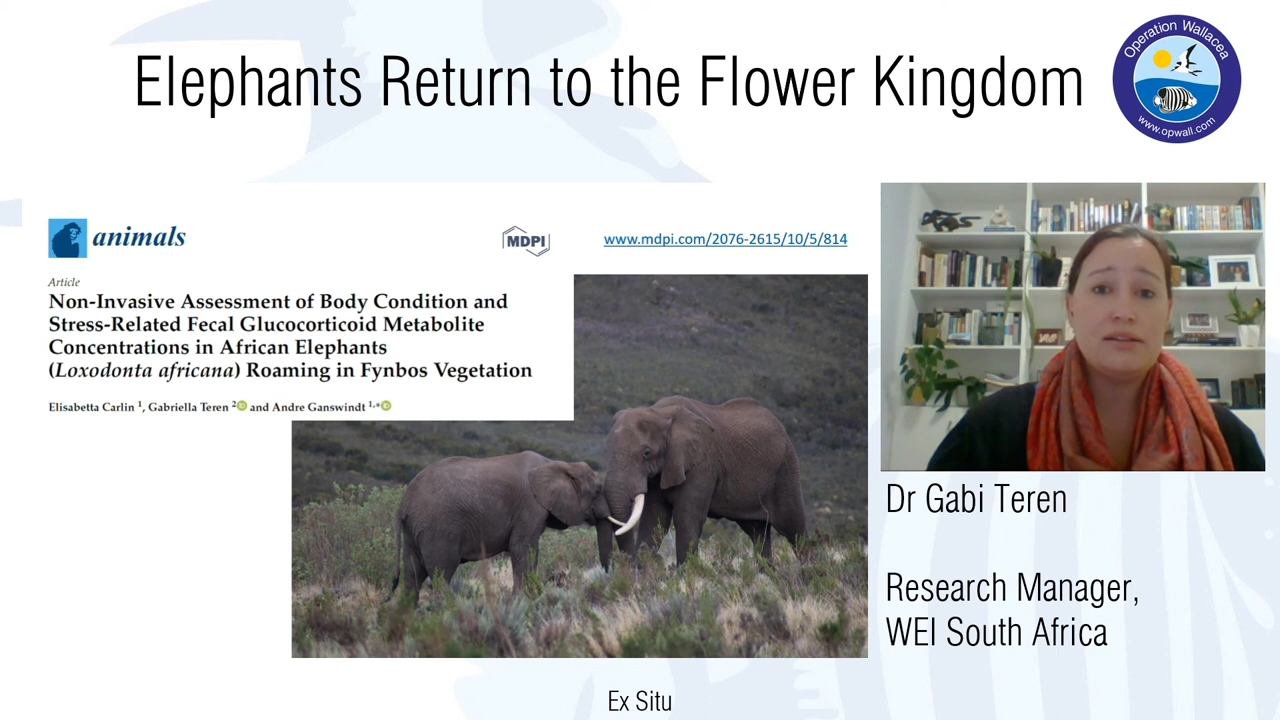 Elephants Return to the Flower Kingdom
Operation Wallacea
www.opwall.com
animals
MDPI
www.mdpi.com/2076-2615/10/5/814
Article
Non-Invasive Assessment of Body Condition and
Stress-Related Fecal Glucocorticoid Metabolite
Concentrations in African Elephants
(Loxodonta africana) Roaming in Fynbos Vegetation
Elisabetta Carlin 1, Gabriella Teren 2 and Andre Ganswindt 1,*
Dr Gabi Teren
Research Manager,
WEI South Africa
Ex Situ